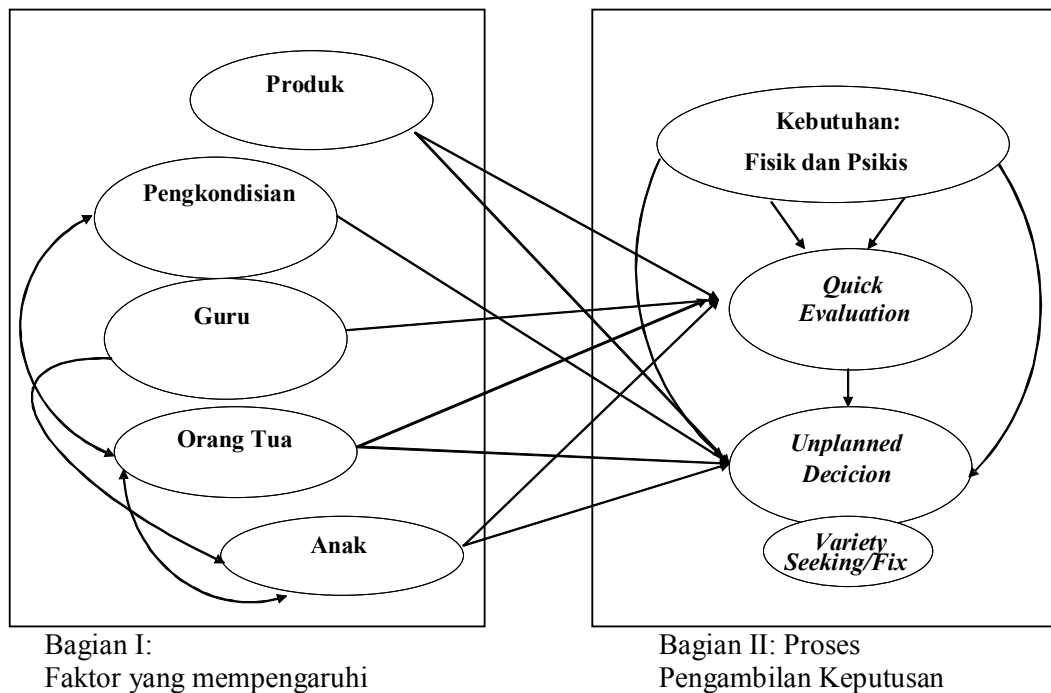 Produk
Pengkondisian
Guru
Orang Tua
Anak
Bagian I:
Faktor yang mempengaruhi
Kebutuhan:
Fisik dan Psikis
Quick
Evaluation
Unplanned
Decicion
Variety
Seeking/Fix
Bagian II: Proses
Pengambilan Keputusan